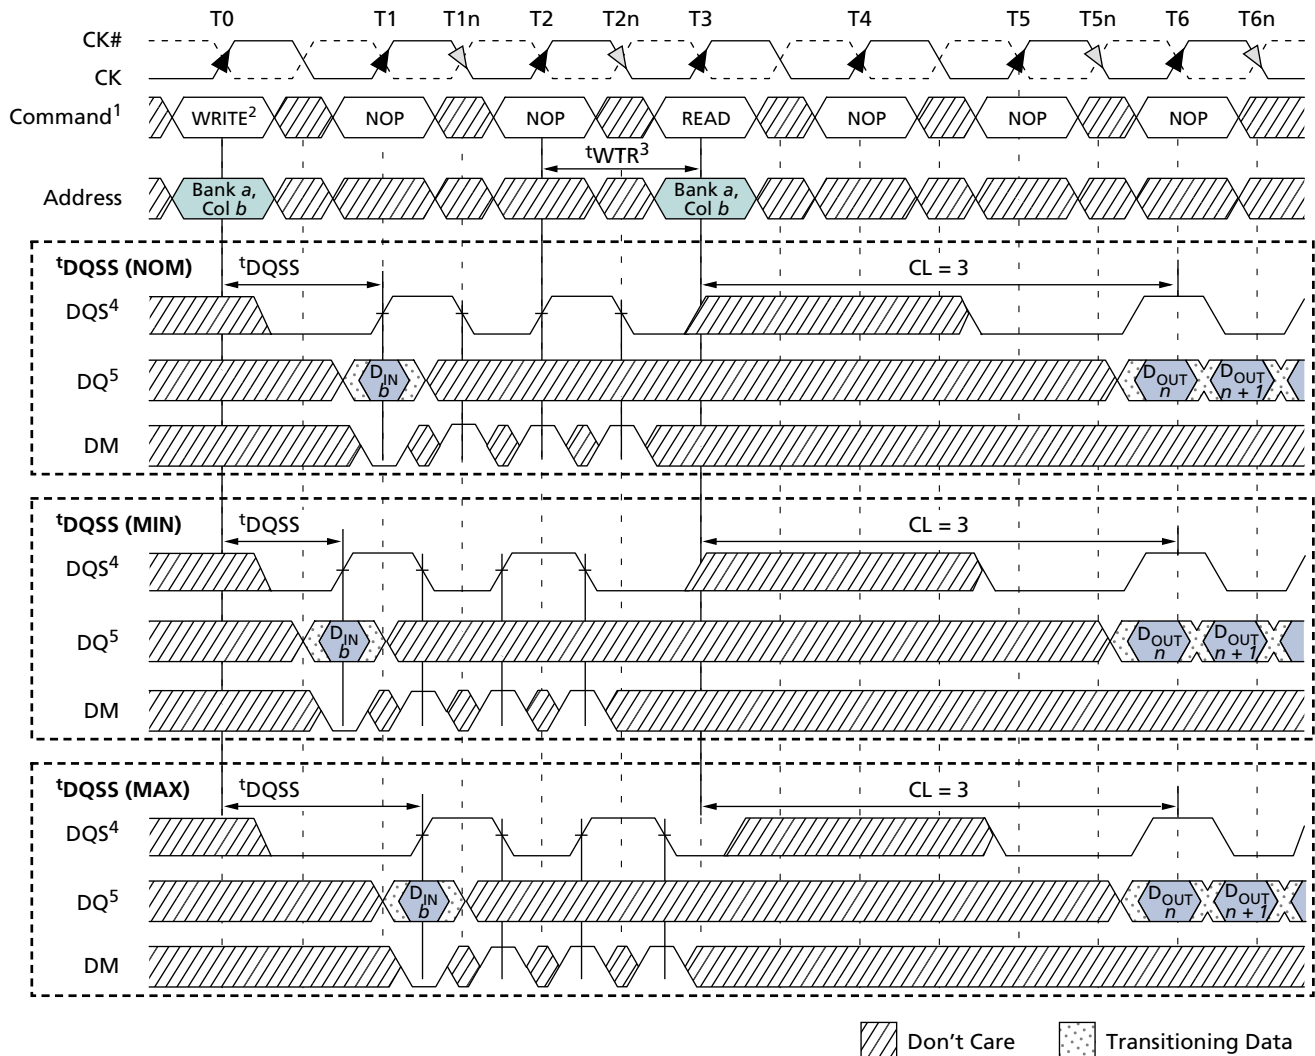 T0 T1 T1n T2 T2n T3 T4 T5 T5n T6 T6n
CK#
CK
Command1
WRITE2 NOP NOP READ NOP NOP NOP
tWTR3
Address
Bank a, Col b
Bank a, Col b
tDQSS (NOM)
tDQSS
CL = 3
DQS4
DQ5
DIN b
DOUT n
DOUT n + 1
DM
tDQSS (MIN)
tDQSS
CL = 3
DQS4
DQ5
DIN b
DOUT n
DOUT n + 1
DM
tDQSS (MAX)
tDQSS
CL = 3
DQS4
DQ5
DIN b
DOUT n
DOUT n + 1
DM
Don't Care
Transitioning Data